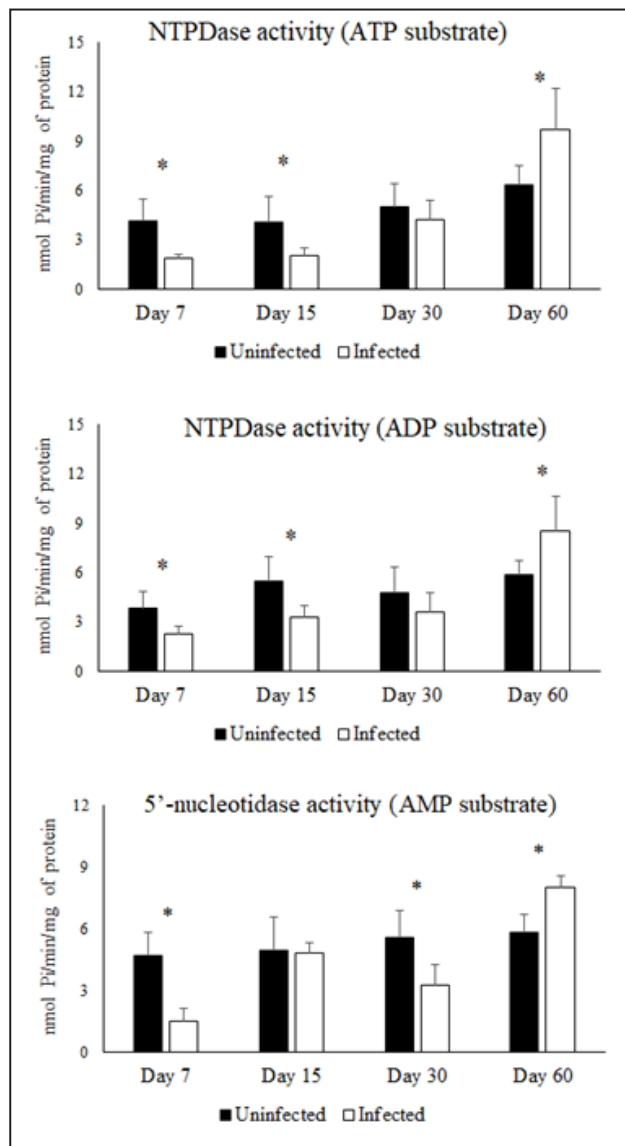 NTPDase activity (ATP substrate)
nmol Pi/min/mg of protein
15
12
9
6
3
0
*
*
*
Day 7 Day 15 Day 30 Day 60
Uninfected Infected
NTPDase activity (ADP substrate)
nmol Pi/min/mg of protein
15
12
9
6
3
0
*
*
*
Day 7 Day 15 Day 30 Day 60
Uninfected Infected
5’-nucleotidase activity (AMP substrate)
nmol Pi/min/mg of protein
12
9
6
3
0
*
*
*
Day 7 Day 15 Day 30 Day 60
Uninfected Infected